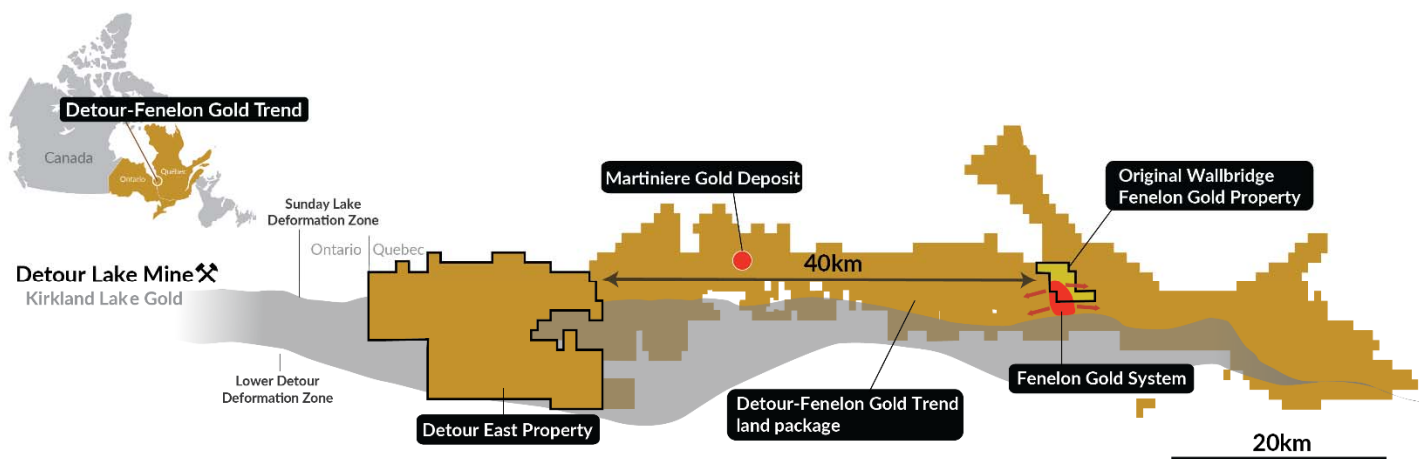 Detour-Fenelon Gold Trend
Canada
Ontario
Québec
Sunday Lake
Deformation Zone
Ontario
Quebec
Detour Lake Mine
Kirkland Lake Gold
Lower Detour
Deformation Zone
Detour East Property
Martiniere Gold Deposit
40km
Original Wallbridge
Fenelon Gold Property
Fenelon Gold System
Detour-Fenelon Gold Trend
land package
20km